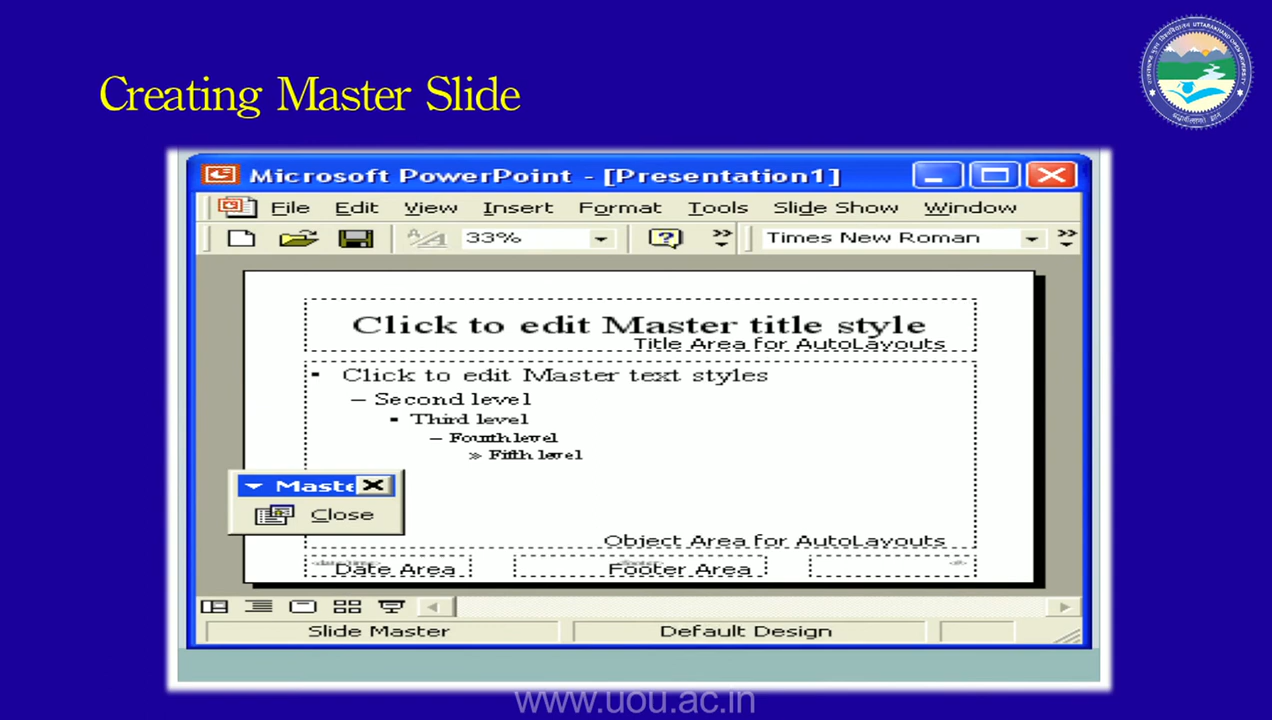 Creating Master Slide
UTTARAKHAND OPEN UNIVERSITY
Microsoft PowerPoint - [Presentation1]
File Edit View Insert Format Tools Slide Show Window
33% Times New Roman
Click to edit Master title style
Title Area for AutoLayouts
▪ Click to edit Master text styles
– Second level
▪ Third level
– Fourth level
» Fifth level
Maste
Close
Object Area for AutoLayouts
Date Area Footer Area
Slide Master Default Design
www.uou.ac.in